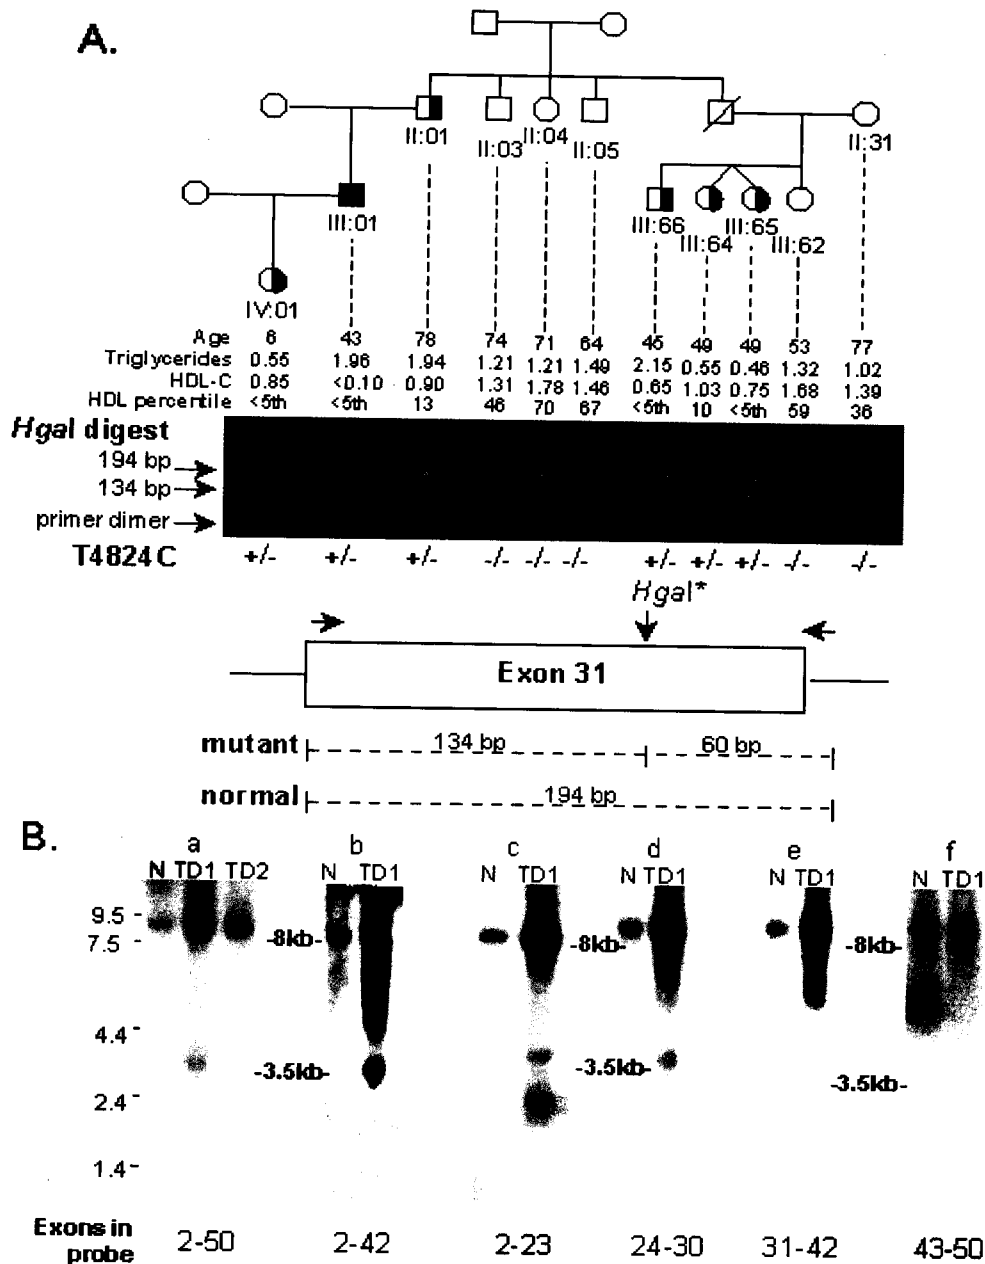 A.
II:01
II:03
II:04
II:05
II:31
III:01
III:66
III:64
III:65
III:62
IV:01
Age 6 43 78 74 71 64 45 49 49 53 77
Triglycerides 0.55 1.96 1.94 1.21 1.21 1.49 2.15 0.55 0.46 1.32 1.02
HDL-C 0.85 <0.10 0.90 1.31 1.78 1.46 0.65 1.03 0.75 1.68 1.39
HDL percentile <5th <5th 13 46 70 67 <5th 10 <5th 59 36
HgaI digest
194 bp
134 bp
primer dimer
T4824C +/- +/- +/- -/- -/- -/- +/- +/- +/- -/- -/-
HgaI*
Exon 31
mutant 134 bp 60 bp
normal 194 bp
B.
a b c d e f
N TD1 TD2 N TD1 N TD1 N TD1 N TD1 N TD1
9.5 -
7.5 -
4.4 -
2.4 -
1.4 -
-8kb- -8kb- -8kb-
-3.5kb- -3.5kb- -3.5kb-
Exons in
probe 2-50 2-42 2-23 24-30 31-42 43-50